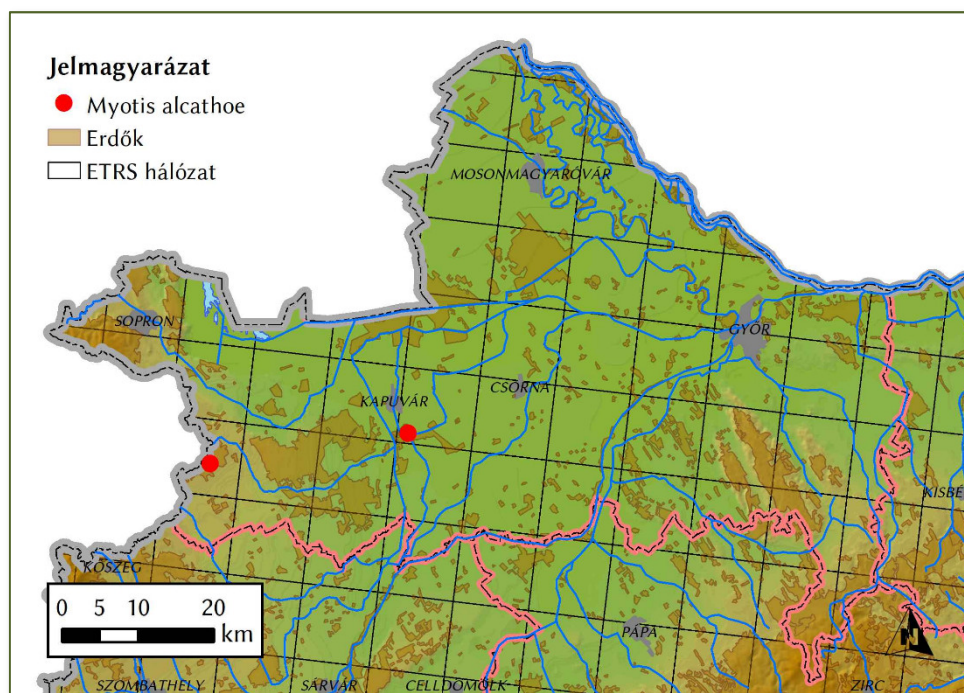 Jelmagyarázat
Myotis alcathoe
Erdők
ETRS hálózat
MOSONMAGYARÓVÁR
SOPRON
GYŐR
CSORNA
KAPUVÁR
KISBÉ
KŐSZEG
0 5 10 20
km
PÁPA
N
SZOMBATHELY
SÁRVÁR
CELLDÖMÖLK
ZIRC